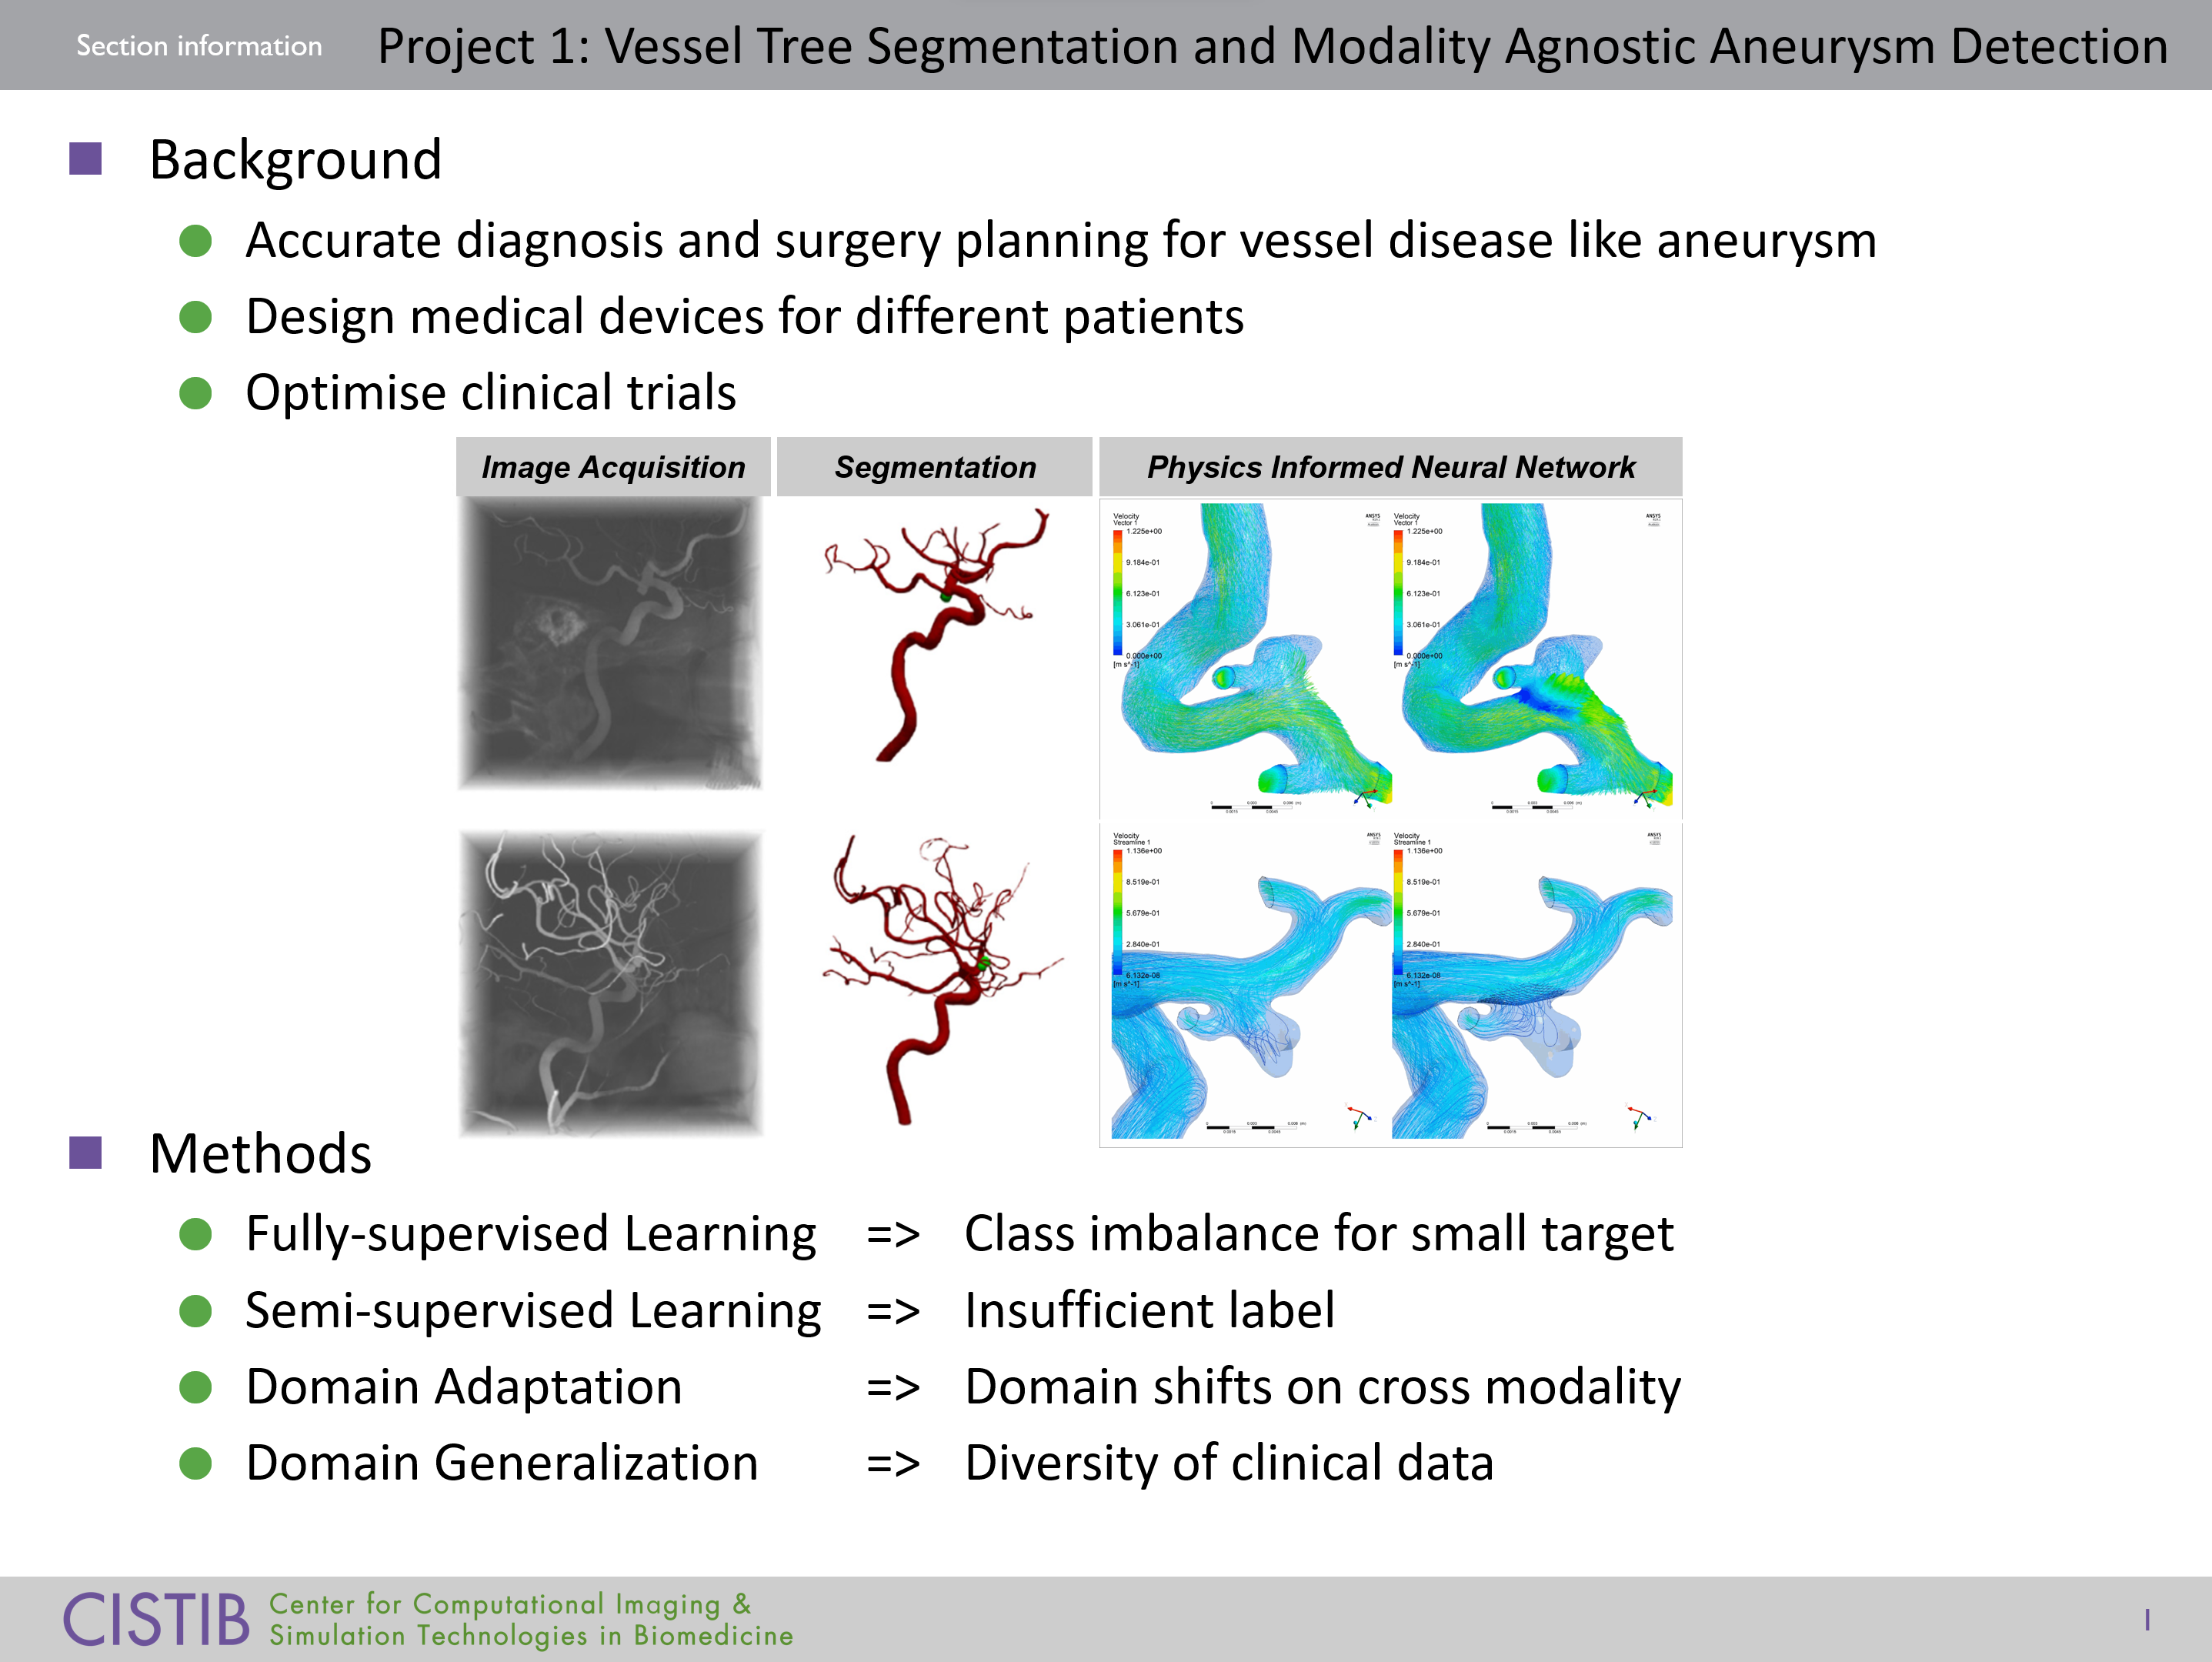 Section information
Project 1: Vessel Tree Segmentation and Modality Agnostic Aneurysm Detection
Background
Accurate diagnosis and surgery planning for vessel disease like aneurysm
Design medical devices for different patients
Optimise clinical trials
Image Acquisition
Segmentation
Physics Informed Neural Network
Velocity
Vector 1
1.225e+00
9.184e-01
6.123e-01
3.061e-01
0.000e+00
[m s^-1]
ANSYS
Velocity
Vector 1
1.225e+00
9.184e-01
6.123e-01
3.061e-01
0.000e+00
[m s^-1]
ANSYS
Velocity
Streamline 1
1.136e+00
8.519e-01
5.679e-01
2.840e-01
6.132e-08
[m s^-1]
ANSYS
Velocity
Streamline 1
1.136e+00
8.519e-01
5.679e-01
2.840e-01
6.132e-08
[m s^-1]
ANSYS
Methods
Fully-supervised Learning => Class imbalance for small target
Semi-supervised Learning => Insufficient label
Domain Adaptation => Domain shifts on cross modality
Domain Generalization => Diversity of clinical data
CISTIB
Center for Computational Imaging &
Simulation Technologies in Biomedicine
1